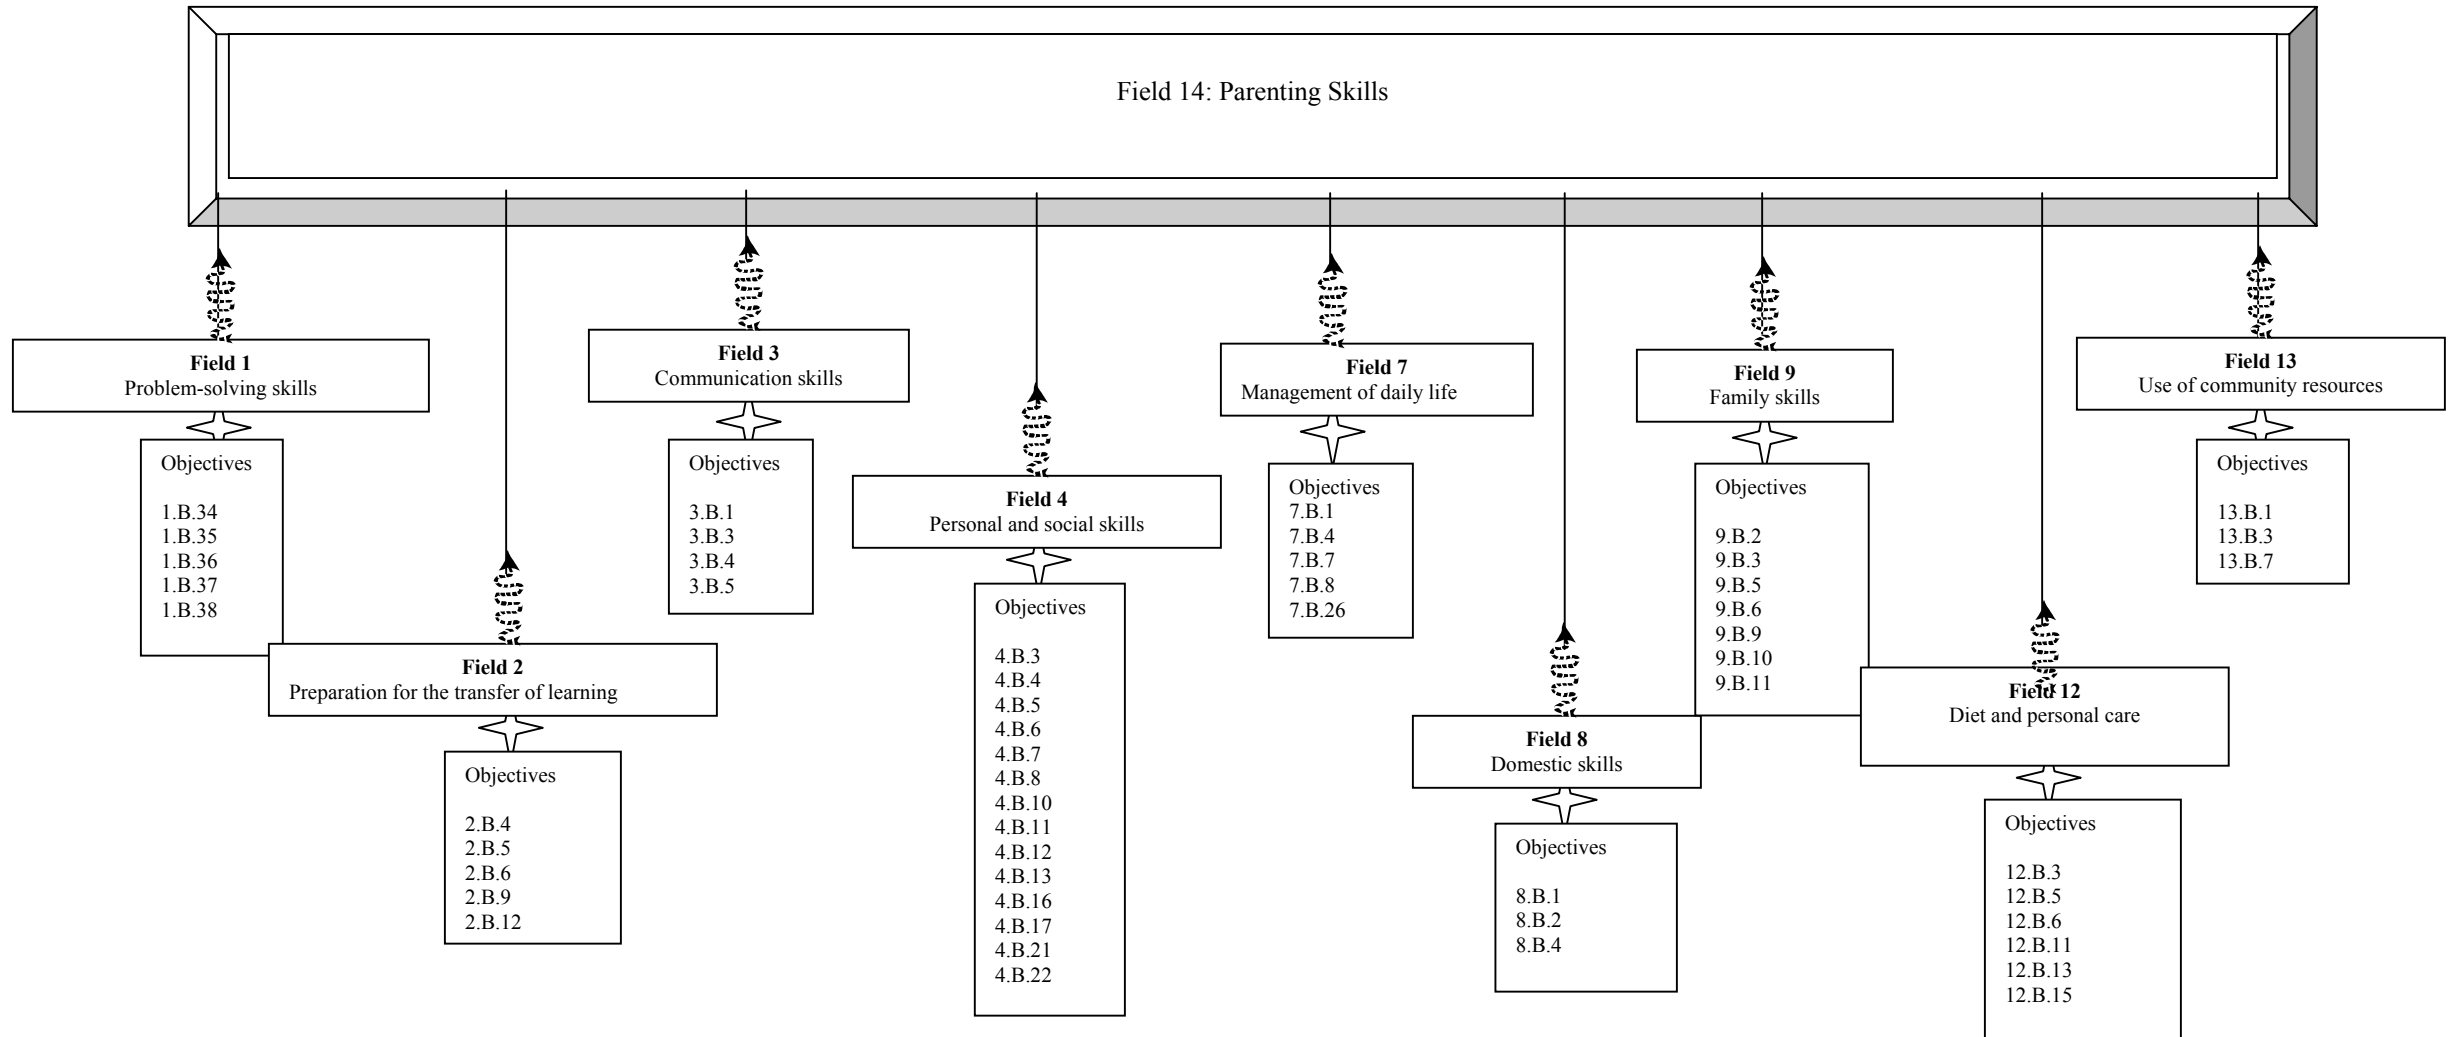 Field 14: Parenting Skills
Field 1
Problem-solving skills
Objectives
1.B.34
1.B.35
1.B.36
1.B.37
1.B.38
Field 2
Preparation for the transfer of learning
Objectives
2.B.4
2.B.5
2.B.6
2.B.9
2.B.12
Field 3
Communication skills
Objectives
3.B.1
3.B.3
3.B.4
3.B.5
Field 4
Personal and social skills
Objectives
4.B.3
4.B.4
4.B.5
4.B.6
4.B.7
4.B.8
4.B.10
4.B.11
4.B.12
4.B.13
4.B.16
4.B.17
4.B.21
4.B.22
Field 7
Management of daily life
Objectives
7.B.1
7.B.4
7.B.7
7.B.8
7.B.26
Field 8
Domestic skills
Objectives
8.B.1
8.B.2
8.B.4
Field 9
Family skills
Objectives
9.B.2
9.B.3
9.B.5
9.B.6
9.B.9
9.B.10
9.B.11
Field 12
Diet and personal care
Objectives
12.B.3
12.B.5
12.B.6
12.B.11
12.B.13
12.B.15
Field 13
Use of community resources
Objectives
13.B.1
13.B.3
13.B.7